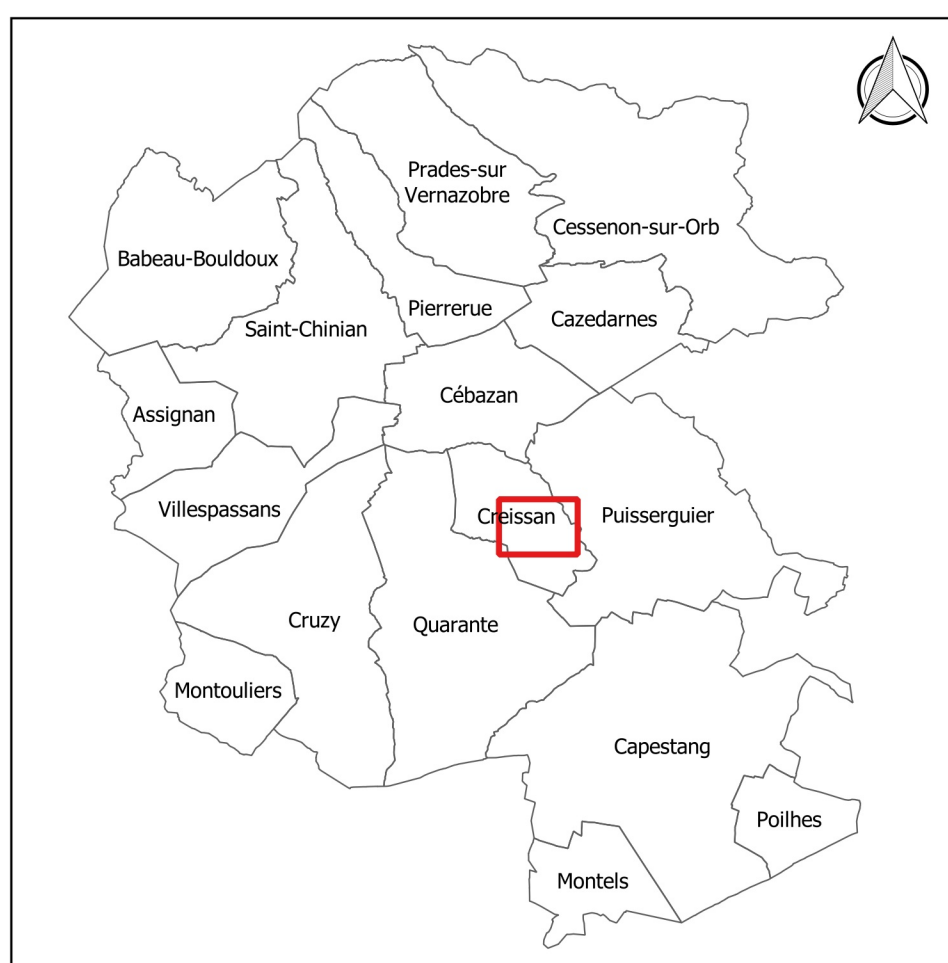 Prades-sur
Vernazobre
Cessenon-sur-Orb
Babeau-Bouldoux
Pierrerue
Cazedarnes
Saint-Chinian
Cébazan
Assignan
Villespassans
Creissan
Puisserguier
Cruzy
Quarante
Montouliers
Capestang
Poilhes
Montels